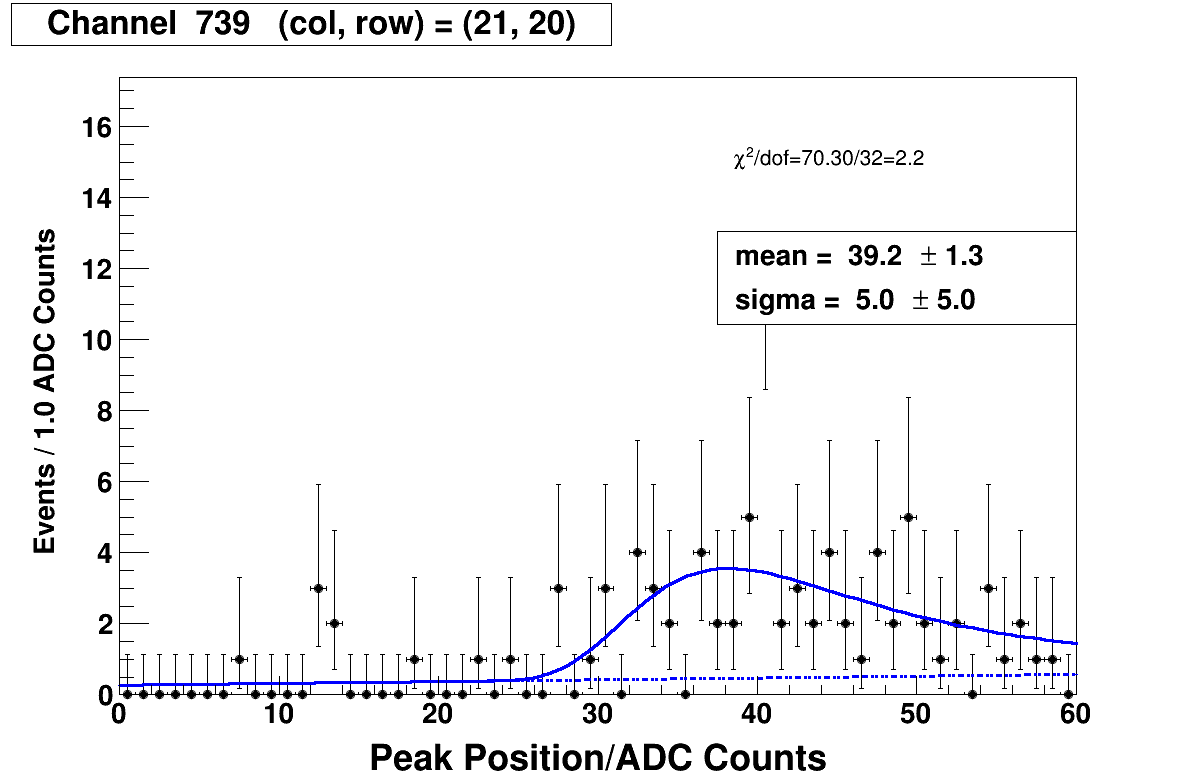 Channel 739 (col, row) = (21, 20)
χ²/dof=70.30/32=2.2
mean = 39.2 ± 1.3
sigma = 5.0 ± 5.0
Events / 1.0 ADC Counts
16
14
12
10
8
6
4
2
0
0 10 20 30 40 50 60
Peak Position/ADC Counts